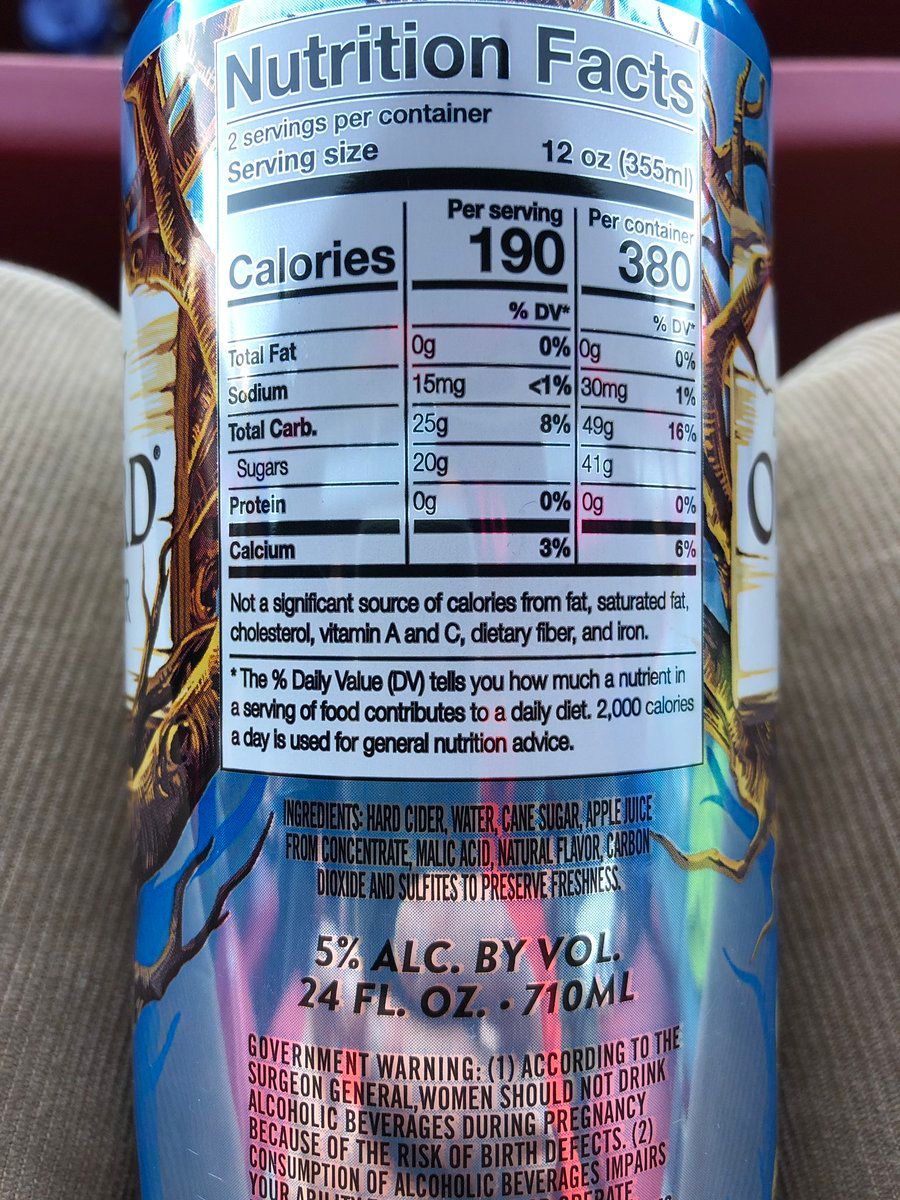 Nutrition Facts
2 servings per container
Serving size 12 oz (355ml)
Per serving Per container
Calories 190 380
% DV* % DV*
Total Fat 0g 0% 0g 0%
Sodium 15mg <1% 30mg 1%
Total Carb. 25g 8% 49g 16%
Sugars 20g 41g
Protein 0g 0% 0g 0%
Calcium 3% 6%
Not a significant source of calories from fat, saturated fat,
cholesterol, vitamin A and C, dietary fiber, and iron.
* The % Daily Value (DV) tells you how much a nutrient in
a serving of food contributes to a daily diet. 2,000 calories
a day is used for general nutrition advice.
INGREDIENTS: HARD CIDER, WATER, CANE SUGAR, APPLE JUICE
FROM CONCENTRATE, MALIC ACID, NATURAL FLAVOR, CARBON
DIOXIDE AND SULFITES TO PRESERVE FRESHNESS.
5% ALC. BY VOL.
24 FL. OZ. • 710ML
GOVERNMENT WARNING: (1) ACCORDING TO THE
SURGEON GENERAL, WOMEN SHOULD NOT DRINK
ALCOHOLIC BEVERAGES DURING PREGNANCY
BECAUSE OF THE RISK OF BIRTH DEFECTS. (2)
CONSUMPTION OF ALCOHOLIC BEVERAGES IMPAIRS
YOUR